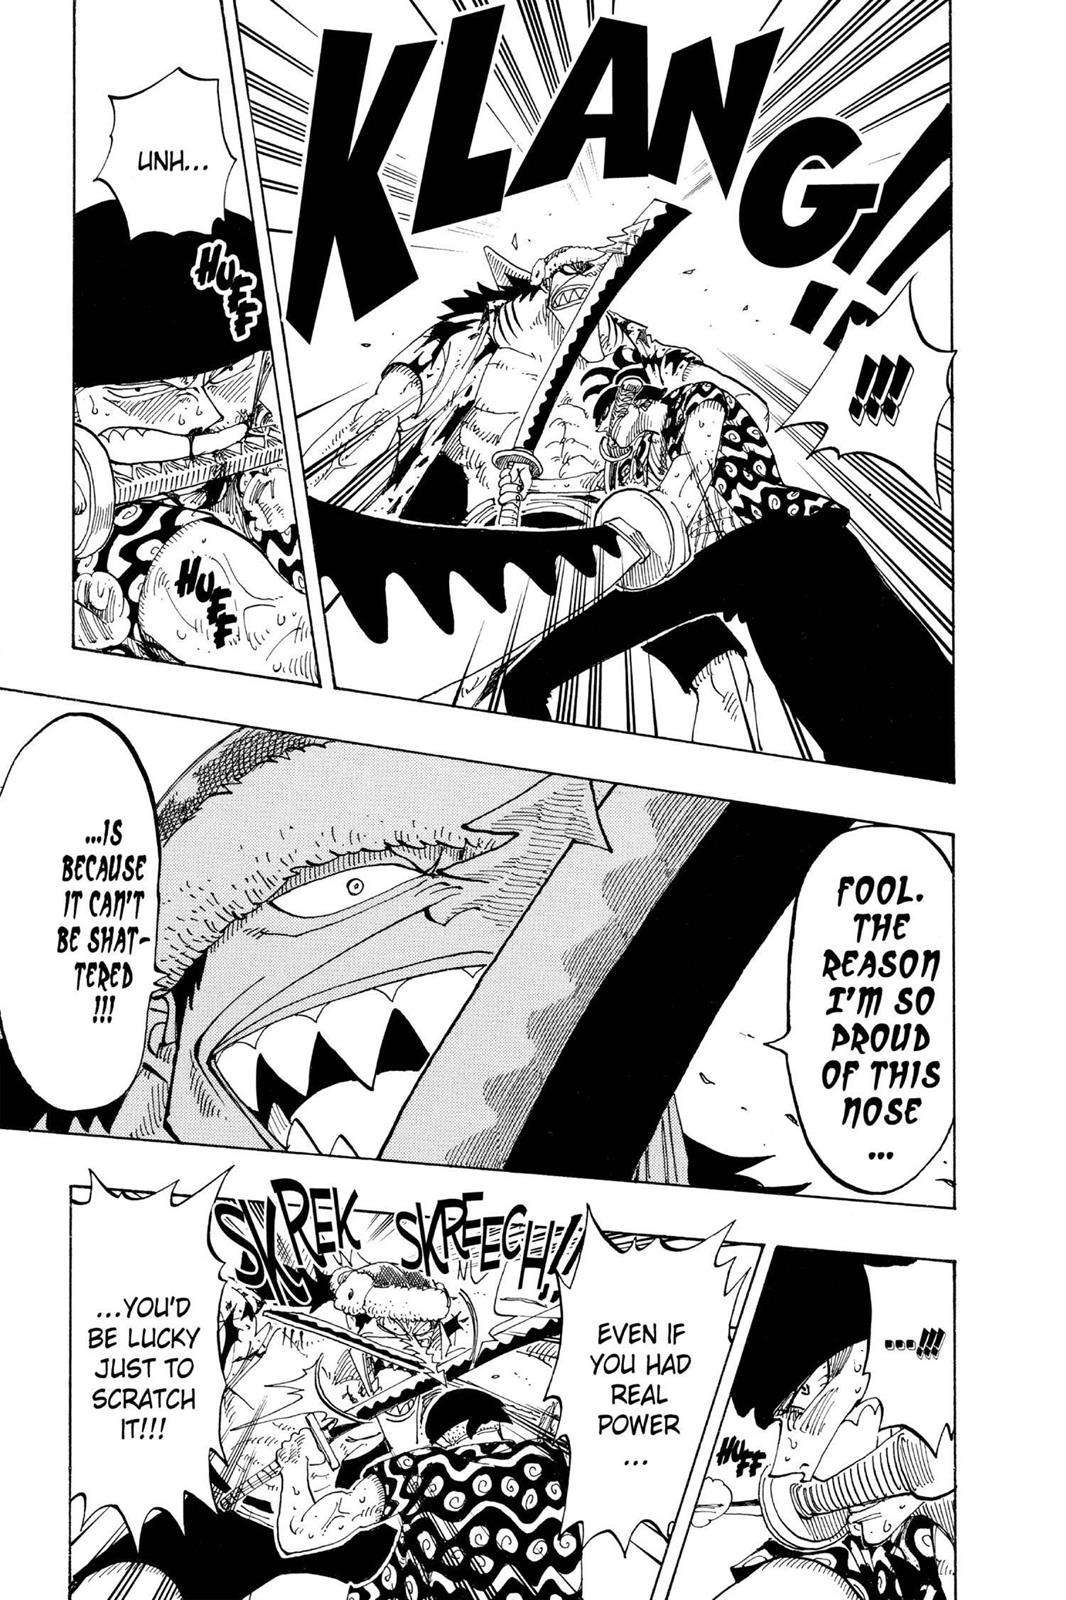 KLANG!!
!!!
UNH...
HUFF
HUFF
FOOL.
THE
REASON
I'M SO
PROUD
OF THIS
NOSE
...
...IS
BECAUSE
IT CAN'T
BE SHAT-
TERED
!!!
...!!!
HUFF
EVEN IF
YOU HAD
REAL
POWER
...
SKREECH!!
SKREK
...YOU'D
BE LUCKY
JUST TO
SCRATCH
IT!!!